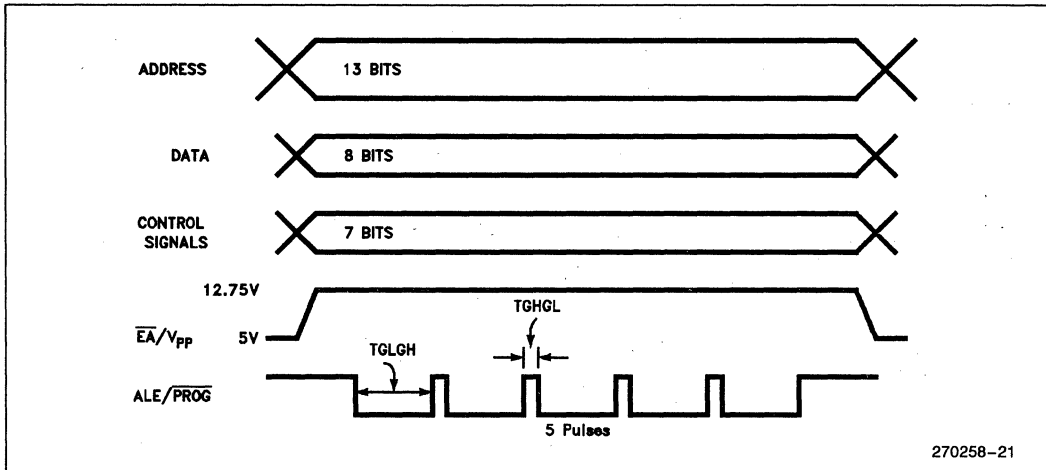 ADDRESS
13 BITS
DATA
8 BITS
CONTROL
SIGNALS
7 BITS
12.75V
EA/VPP
5V
TGHGL
TGLGH
ALE/PROG
5 Pulses
270258-21